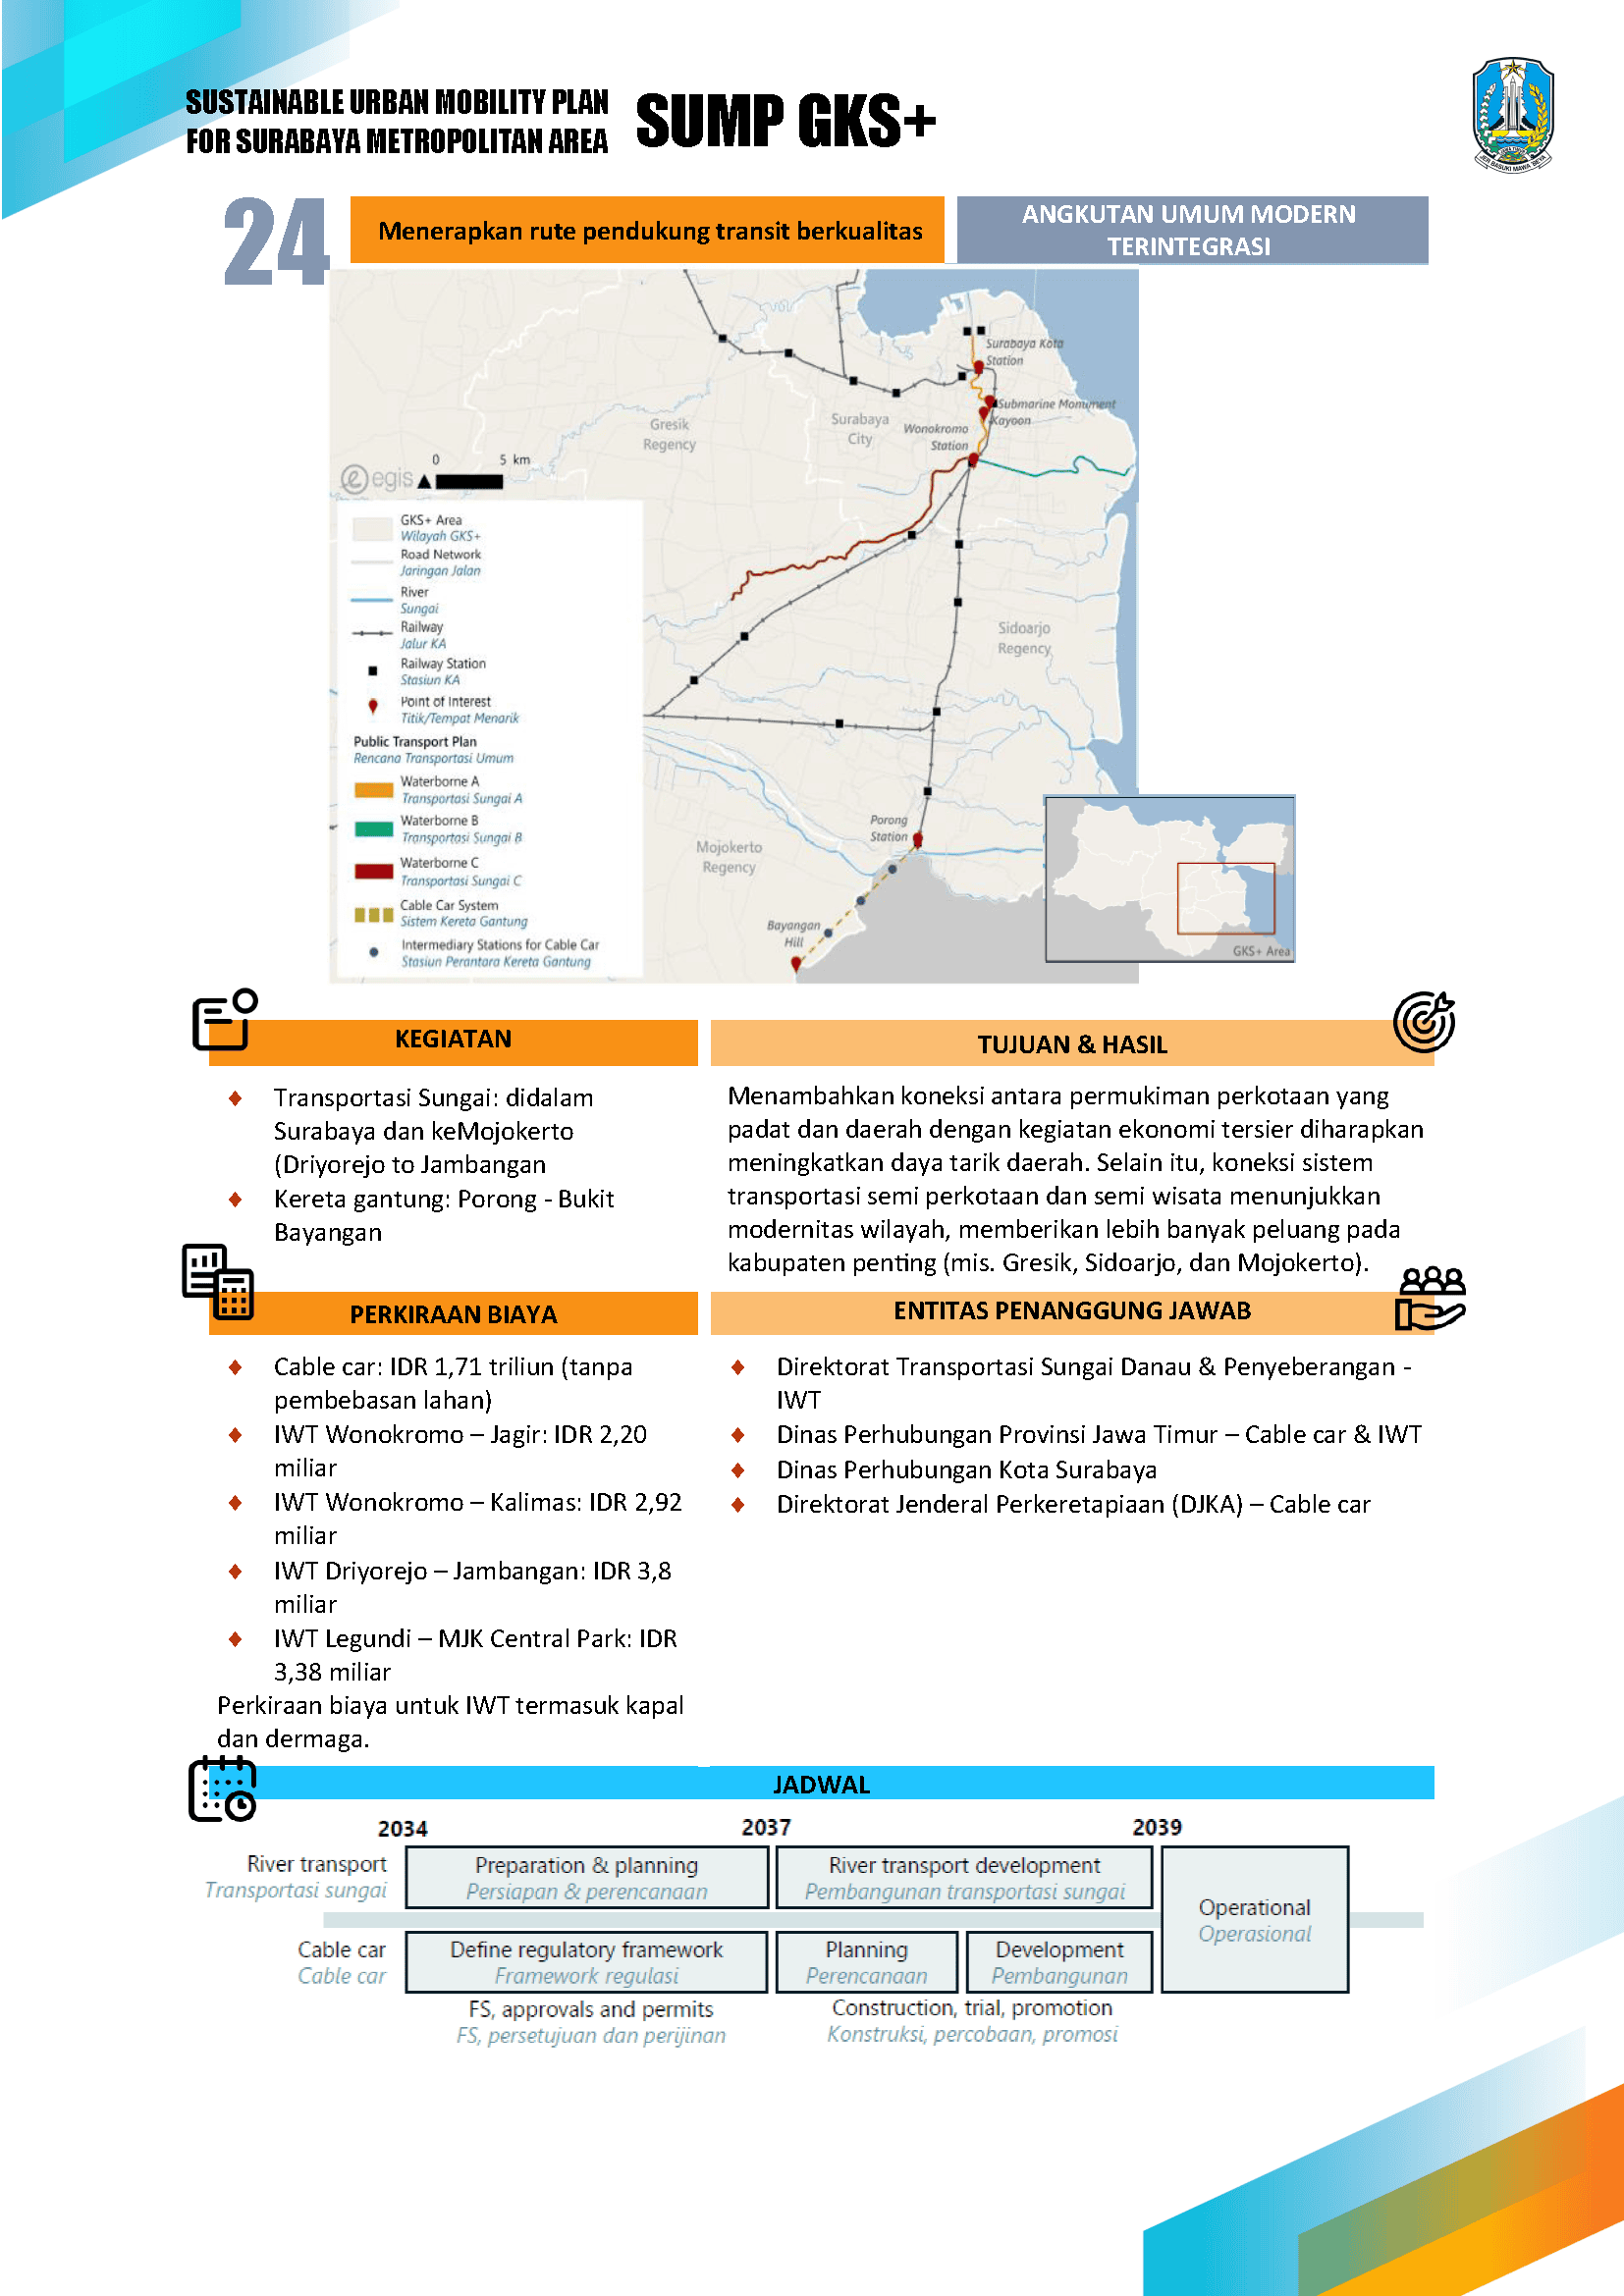 SUSTAINABLE URBAN MOBILITY PLAN
FOR SURABAYA METROPOLITAN AREA
SUMP GKS+
JER BASUKI MAWA BEYA
24
Menerapkan rute pendukung transit berkualitas
ANGKUTAN UMUM MODERN
TERINTEGRASI
Surabaya Kota
Station
Submarine Monument
Kayoon
Wonokromo
Station
Surabaya
City
Gresik
Regency
0 5 km
egis
Sidoarjo
Regency
Porong
Station
Mojokerto
Regency
Bayangan
Hill
GKS+ Area
Wilayah GKS+
Road Network
Jaringan Jalan
River
Sungai
Railway
Jalur KA
Railway Station
Stasiun KA
Point of Interest
Titik/Tempat Menarik
Public Transport Plan
Rencana Transportasi Umum
Waterborne A
Transportasi Sungai A
Waterborne B
Transportasi Sungai B
Waterborne C
Transportasi Sungai C
Cable Car System
Sistem Kereta Gantung
Intermediary Stations for Cable Car
Stasiun Perantara Kereta Gantung
GKS+ Area
KEGIATAN
♦ Transportasi Sungai: didalam
Surabaya dan keMojokerto
(Driyorejo to Jambangan
♦ Kereta gantung: Porong - Bukit
Bayangan
TUJUAN & HASIL
Menambahkan koneksi antara permukiman perkotaan yang
padat dan daerah dengan kegiatan ekonomi tersier diharapkan
meningkatkan daya tarik daerah. Selain itu, koneksi sistem
transportasi semi perkotaan dan semi wisata menunjukkan
modernitas wilayah, memberikan lebih banyak peluang pada
kabupaten penting (mis. Gresik, Sidoarjo, dan Mojokerto).
PERKIRAAN BIAYA
♦ Cable car: IDR 1,71 triliun (tanpa
pembebasan lahan)
♦ IWT Wonokromo – Jagir: IDR 2,20
miliar
♦ IWT Wonokromo – Kalimas: IDR 2,92
miliar
♦ IWT Driyorejo – Jambangan: IDR 3,8
miliar
♦ IWT Legundi – MJK Central Park: IDR
3,38 miliar
Perkiraan biaya untuk IWT termasuk kapal
dan dermaga.
ENTITAS PENANGGUNG JAWAB
♦ Direktorat Transportasi Sungai Danau & Penyeberangan -
IWT
♦ Dinas Perhubungan Provinsi Jawa Timur – Cable car & IWT
♦ Dinas Perhubungan Kota Surabaya
♦ Direktorat Jenderal Perkeretapiaan (DJKA) – Cable car
JADWAL
2034 2037 2039
River transport
Transportasi sungai
Preparation & planning
Persiapan & perencanaan
River transport development
Pembangunan transportasi sungai
Operational
Operasional
Cable car
Cable car
Define regulatory framework
Framework regulasi
Planning
Perencanaan
Development
Pembangunan
FS, approvals and permits
FS, persetujuan dan perijinan
Construction, trial, promotion
Konstruksi, percobaan, promosi